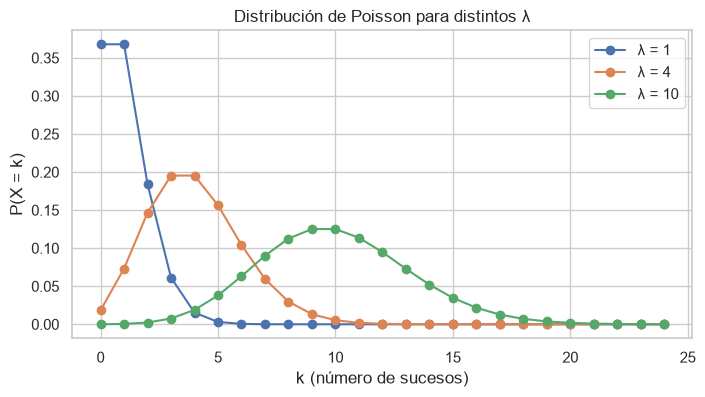 Distribución de Poisson para distintos λ
λ = 1
λ = 4
λ = 10
P(X = k)
0.35
0.30
0.25
0.20
0.15
0.10
0.05
0.00
0
5
10
15
20
25
k (número de sucesos)